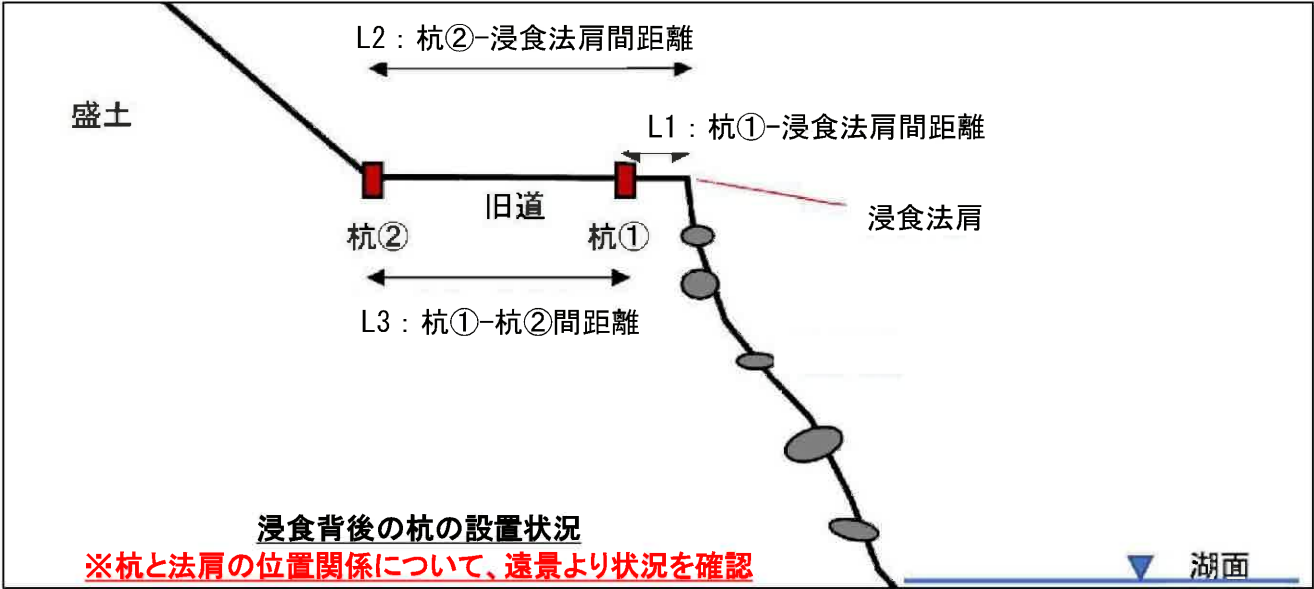 L2：杭②-浸食法肩間距離
盛土
L1：杭①-浸食法肩間距離
旧道
浸食法肩
杭②
杭①
L3：杭①-杭②間距離
浸食背後の杭の設置状況
※杭と法肩の位置関係について、遠景より状況を確認
湖面